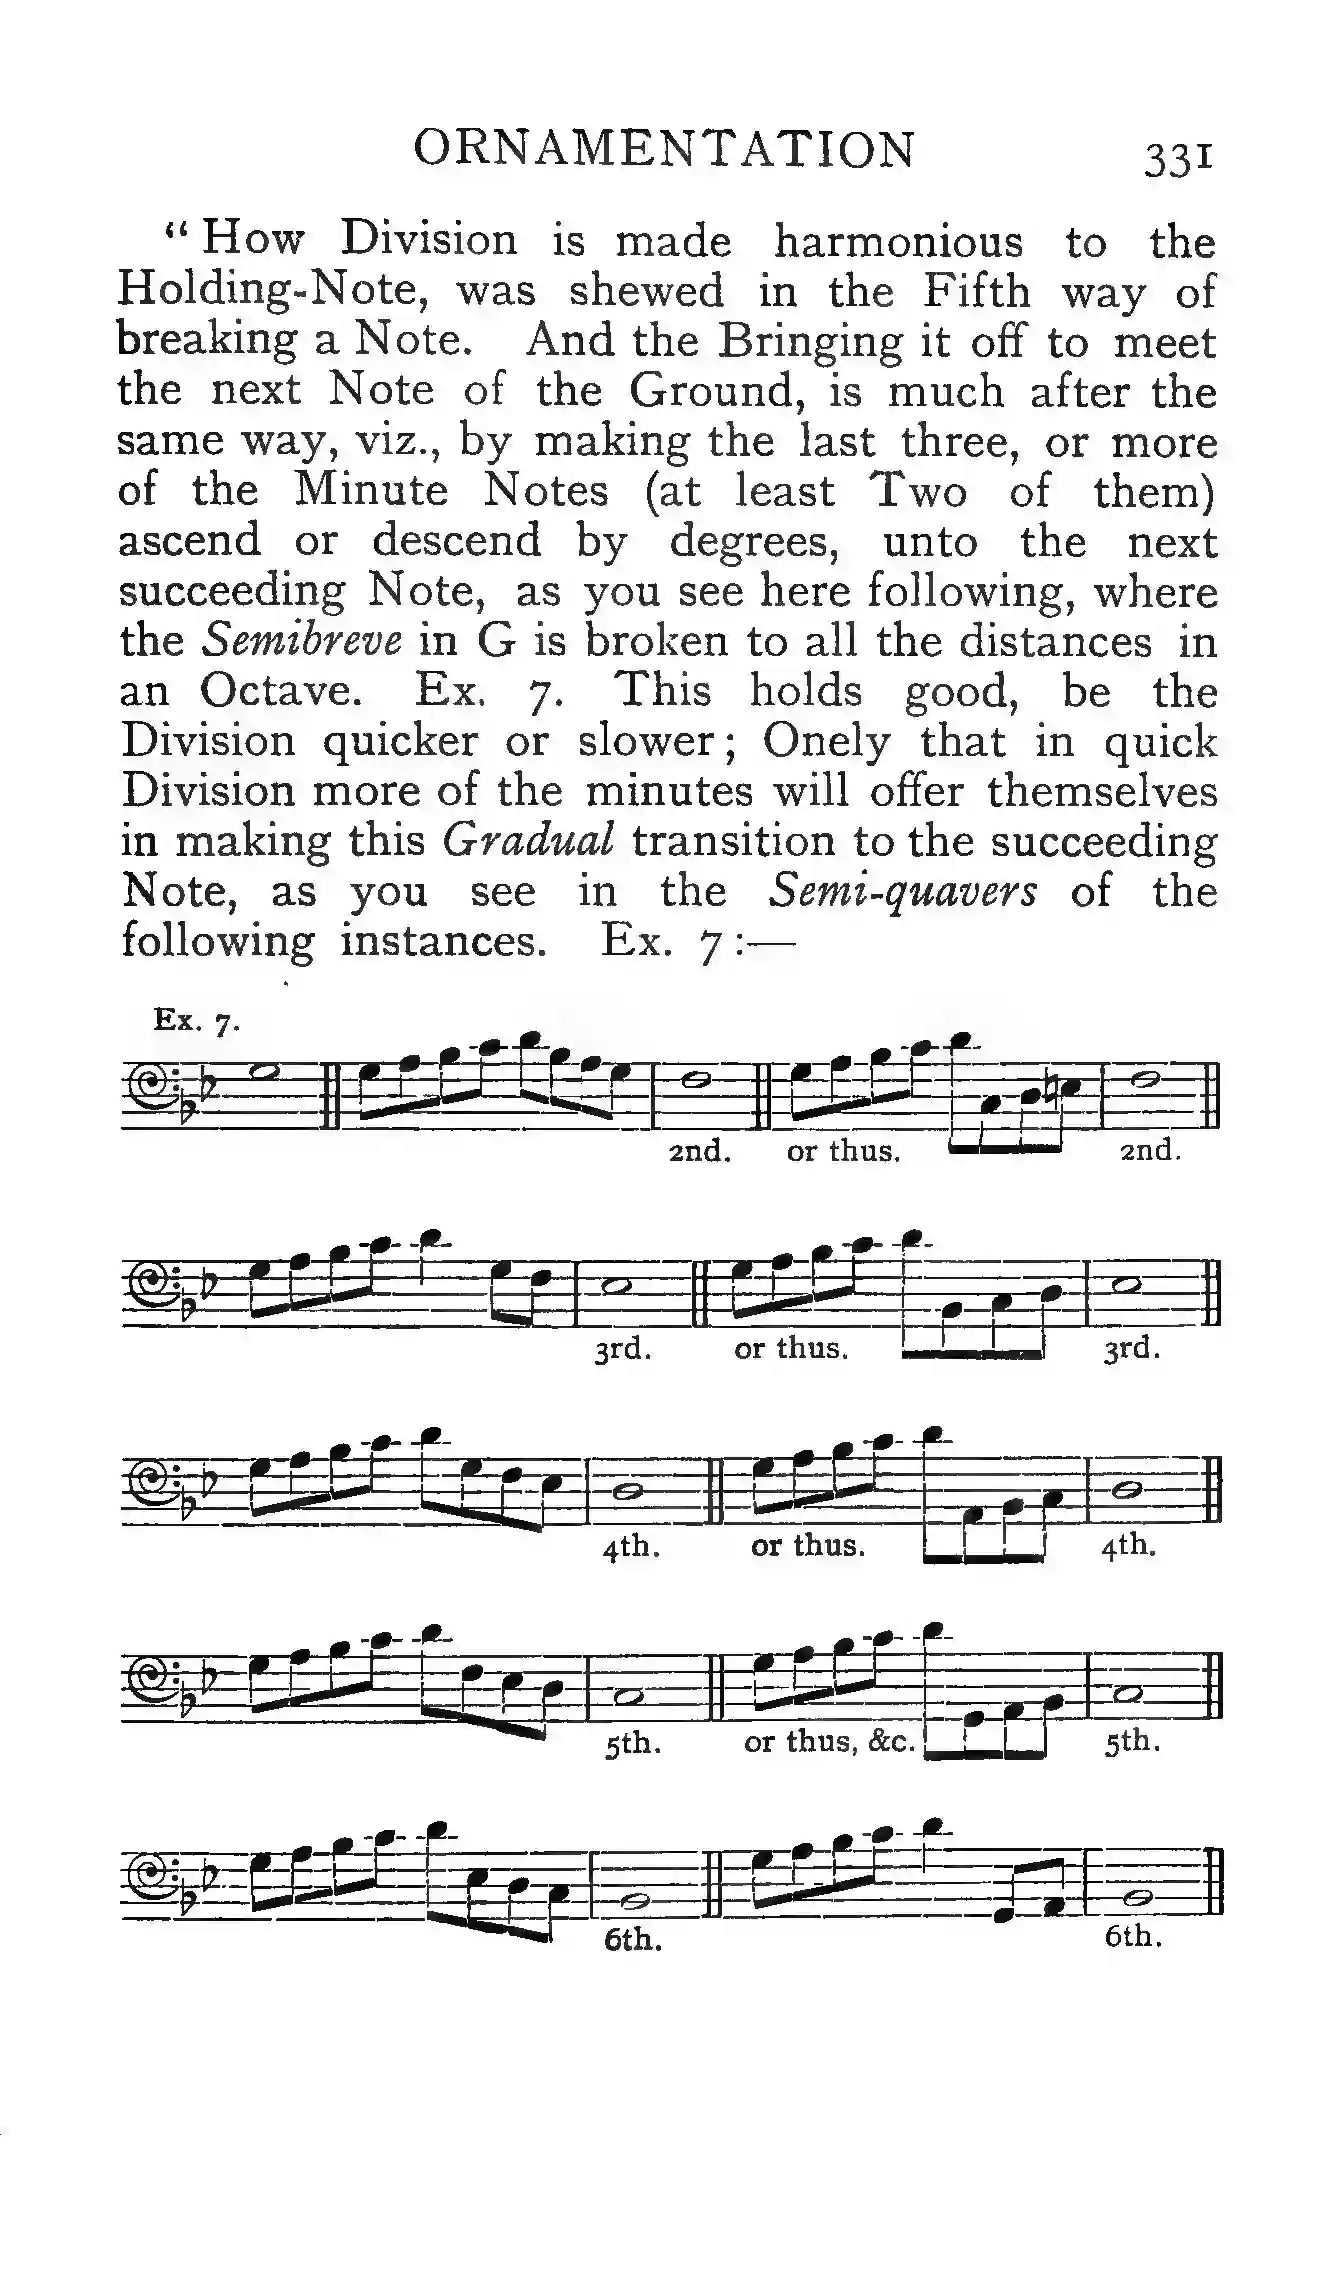 ORNAMENTATION 331
“ How Division is made harmonious to the
Holding-Note, was shewed in the Fifth way of
breaking a Note. And the Bringing it off to meet
the next Note of the Ground, is much after the
same way, viz., by making the last three, or more
of the Minute Notes (at least Two of them)
ascend or descend by degrees, unto the next
succeeding Note, as you see here following, where
the Semibreve in G is broken to all the distances in
an Octave. Ex. 7. This holds good, be the
Division quicker or slower; Onely that in quick
Division more of the minutes will offer themselves
in making this Gradual transition to the succeeding
Note, as you see in the Semi-quavers of the
following instances. Ex. 7 :—
Ex. 7.
2nd. or thus. 2nd.
3rd. or thus. 3rd.
4th. or thus. 4th.
5th. or thus, &c. 5th.
6th. 6th.